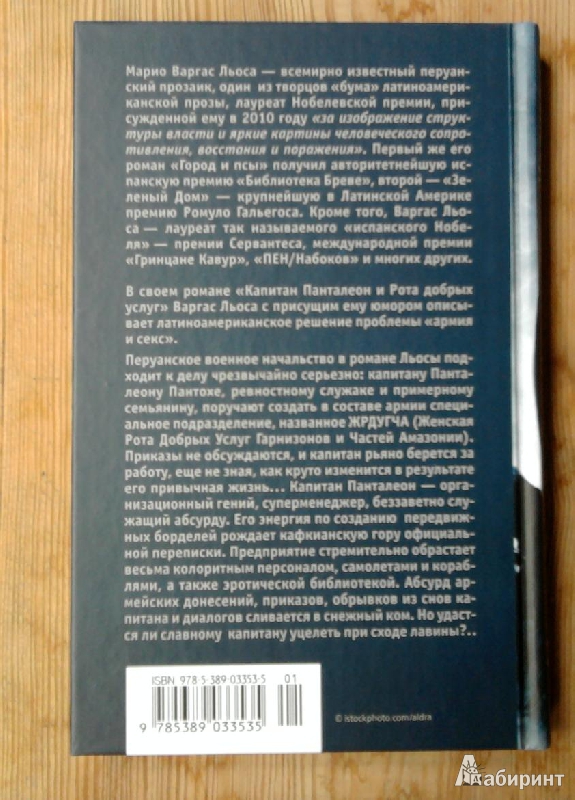 Марио Варгас Льоса — всемирно известный перуан-
ский прозаик, один из творцов «бума» латиноамери-
канской прозы, лауреат Нобелевской премии, при-
сужденной ему в 2010 году «за изображение струк-
туры власти и яркие картины человеческого сопро-
тивления, восстания и поражения». Первый же его
роман «Город и псы» получил авторитетнейшую ис-
панскую премию «Библиотека Бреве», второй — «Зе-
леный Дом» — крупнейшую в Латинской Америке
премию Ромуло Гальегоса. Кроме того, Варгас Льо-
са — лауреат так называемого «испанского Нобе-
ля» — премии Сервантеса, международной премии
«Гринцане Кавур», «ПЕН/Набоков» и многих других.
В своем романе «Капитан Панталеон и Рота добрых
услуг» Варгас Льоса с присущим ему юмором описы-
вает латиноамериканское решение проблемы «армия
и секс».
Перуанское военное начальство в романе Льосы под-
ходит к делу чрезвычайно серьезно: капитану Панта-
леону Пантохе, ревностному служаке и примерному
семьянину, поручают создать в составе армии специ-
альное подразделение, названное ЖРДУГЧА (Женская
Рота Добрых Услуг Гарнизонов и Частей Амазонии).
Приказы не обсуждаются, и капитан рьяно берется за
работу, еще не зная, как круто изменится в результате
его привычная жизнь... Капитан Панталеон — орга-
низационный гений, суперменеджер, беззаветно слу-
жащий абсурду. Его энергия по созданию передвиж-
ных борделей рождает кафкианскую гору официаль-
ной переписки. Предприятие стремительно обрастает
весьма колоритным персоналом, самолетами и кораб-
лями, а также эротической библиотекой. Абсурд ар-
мейских донесений, приказов, обрывков из снов ка-
питана и диалогов сливается в снежный ком. Но удаст-
ся ли славному капитану уцелеть при сходе лавины?..
ISBN 978-5-389-03353-5 01
9 785389 033535
© istockphoto.com/aldra
Лабиринт